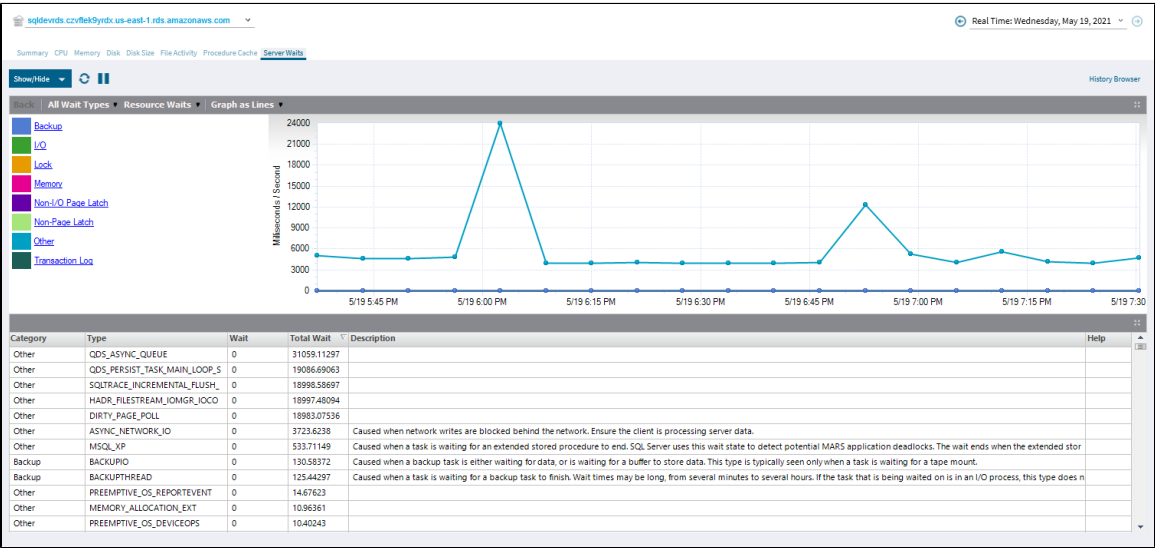 sqldevrds.czvflek9yrdx.us-east-1.rds.amazonaws.com
Real Time: Wednesday, May 19, 2021
Summary CPU Memory Disk Disk Size File Activity Procedure Cache Server Waits
Show/Hide
History Browser
Back All Wait Types Resource Waits Graph as Lines
Backup
I/O
Lock
Memory
Non-I/O Page Latch
Non-Page Latch
Other
Transaction Log
Milliseconds / Second
24000
21000
18000
15000
12000
9000
6000
3000
0
5/19 5:45 PM 5/19 6:00 PM 5/19 6:15 PM 5/19 6:30 PM 5/19 6:45 PM 5/19 7:00 PM 5/19 7:15 PM 5/19 7:30
Category Type Wait Total Wait Description Help
Other QDS_ASYNC_QUEUE 0 31059.11297
Other QDS_PERSIST_TASK_MAIN_LOOP_S 0 19086.69063
Other SQLTRACE_INCREMENTAL_FLUSH_ 0 18998.58697
Other HADR_FILESTREAM_IOMGR_IOCO 0 18997.48094
Other DIRTY_PAGE_POLL 0 18983.07536
Other ASYNC_NETWORK_IO 0 3723.6238 Caused when network writes are blocked behind the network. Ensure the client is processing server data.
Other MSQL_XP 0 533.71149 Caused when a task is waiting for an extended stored procedure to end. SQL Server uses this wait state to detect potential MARS application deadlocks. The wait ends when the extended stor
Backup BACKUPIO 0 130.58372 Caused when a backup task is either waiting for data, or is waiting for a buffer to store data. This type is typically seen only when a task is waiting for a tape mount.
Backup BACKUPTHREAD 0 125.44297 Caused when a task is waiting for a backup task to finish. Wait times may be long, from several minutes to several hours. If the task that is being waited on is in an I/O process, this type does n
Other PREEMPTIVE_OS_REPORTEVENT 0 14.67623
Other MEMORY_ALLOCATION_EXT 0 10.96361
Other PREEMPTIVE_OS_DEVICEOPS 0 10.40243